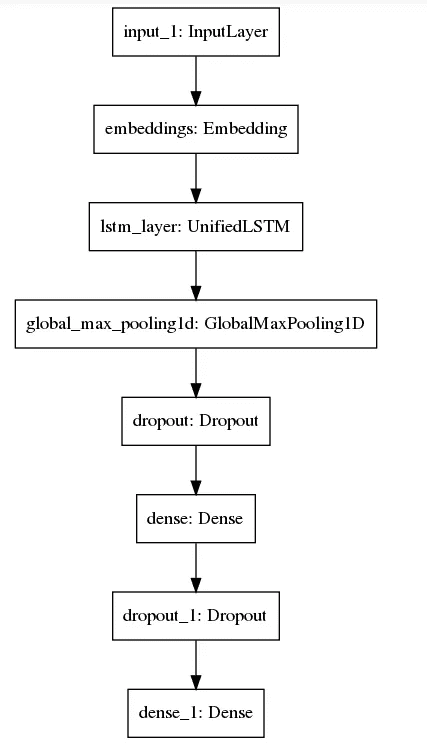 input_1: InputLayer
embeddings: Embedding
lstm_layer: UnifiedLSTM
global_max_pooling1d: GlobalMaxPooling1D
dropout: Dropout
dense: Dense
dropout_1: Dropout
dense_1: Dense